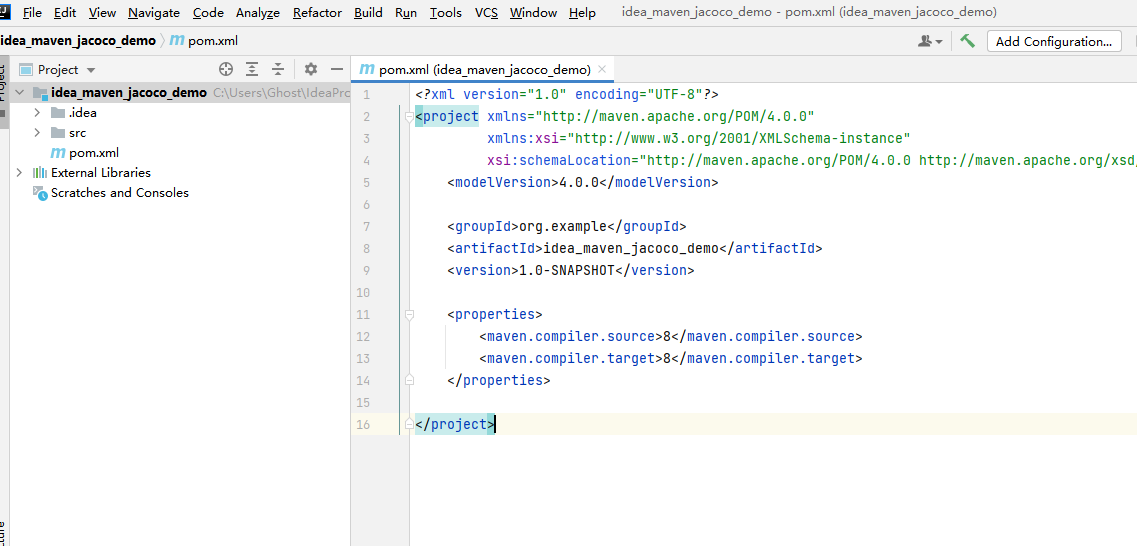 File Edit View Navigate Code Analyze Refactor Build Run Tools VCS Window Help idea_maven_jacoco_demo - pom.xml (idea_maven_jacoco_demo)
idea_maven_jacoco_demo pom.xml Add Configuration...
Project
pom.xml (idea_maven_jacoco_demo)
idea_maven_jacoco_demo C:\Users\Ghost\IdeaPrc
.idea
src
pom.xml
External Libraries
Scratches and Consoles
1 <?xml version="1.0" encoding="UTF-8"?>
2 <project xmlns="http://maven.apache.org/POM/4.0.0"
3 xmlns:xsi="http://www.w3.org/2001/XMLSchema-instance"
4 xsi:schemaLocation="http://maven.apache.org/POM/4.0.0 http://maven.apache.org/xsd,
5 <modelVersion>4.0.0</modelVersion>
6
7 <groupId>org.example</groupId>
8 <artifactId>idea_maven_jacoco_demo</artifactId>
9 <version>1.0-SNAPSHOT</version>
10
11 <properties>
12 <maven.compiler.source>8</maven.compiler.source>
13 <maven.compiler.target>8</maven.compiler.target>
14 </properties>
15
16 </project>